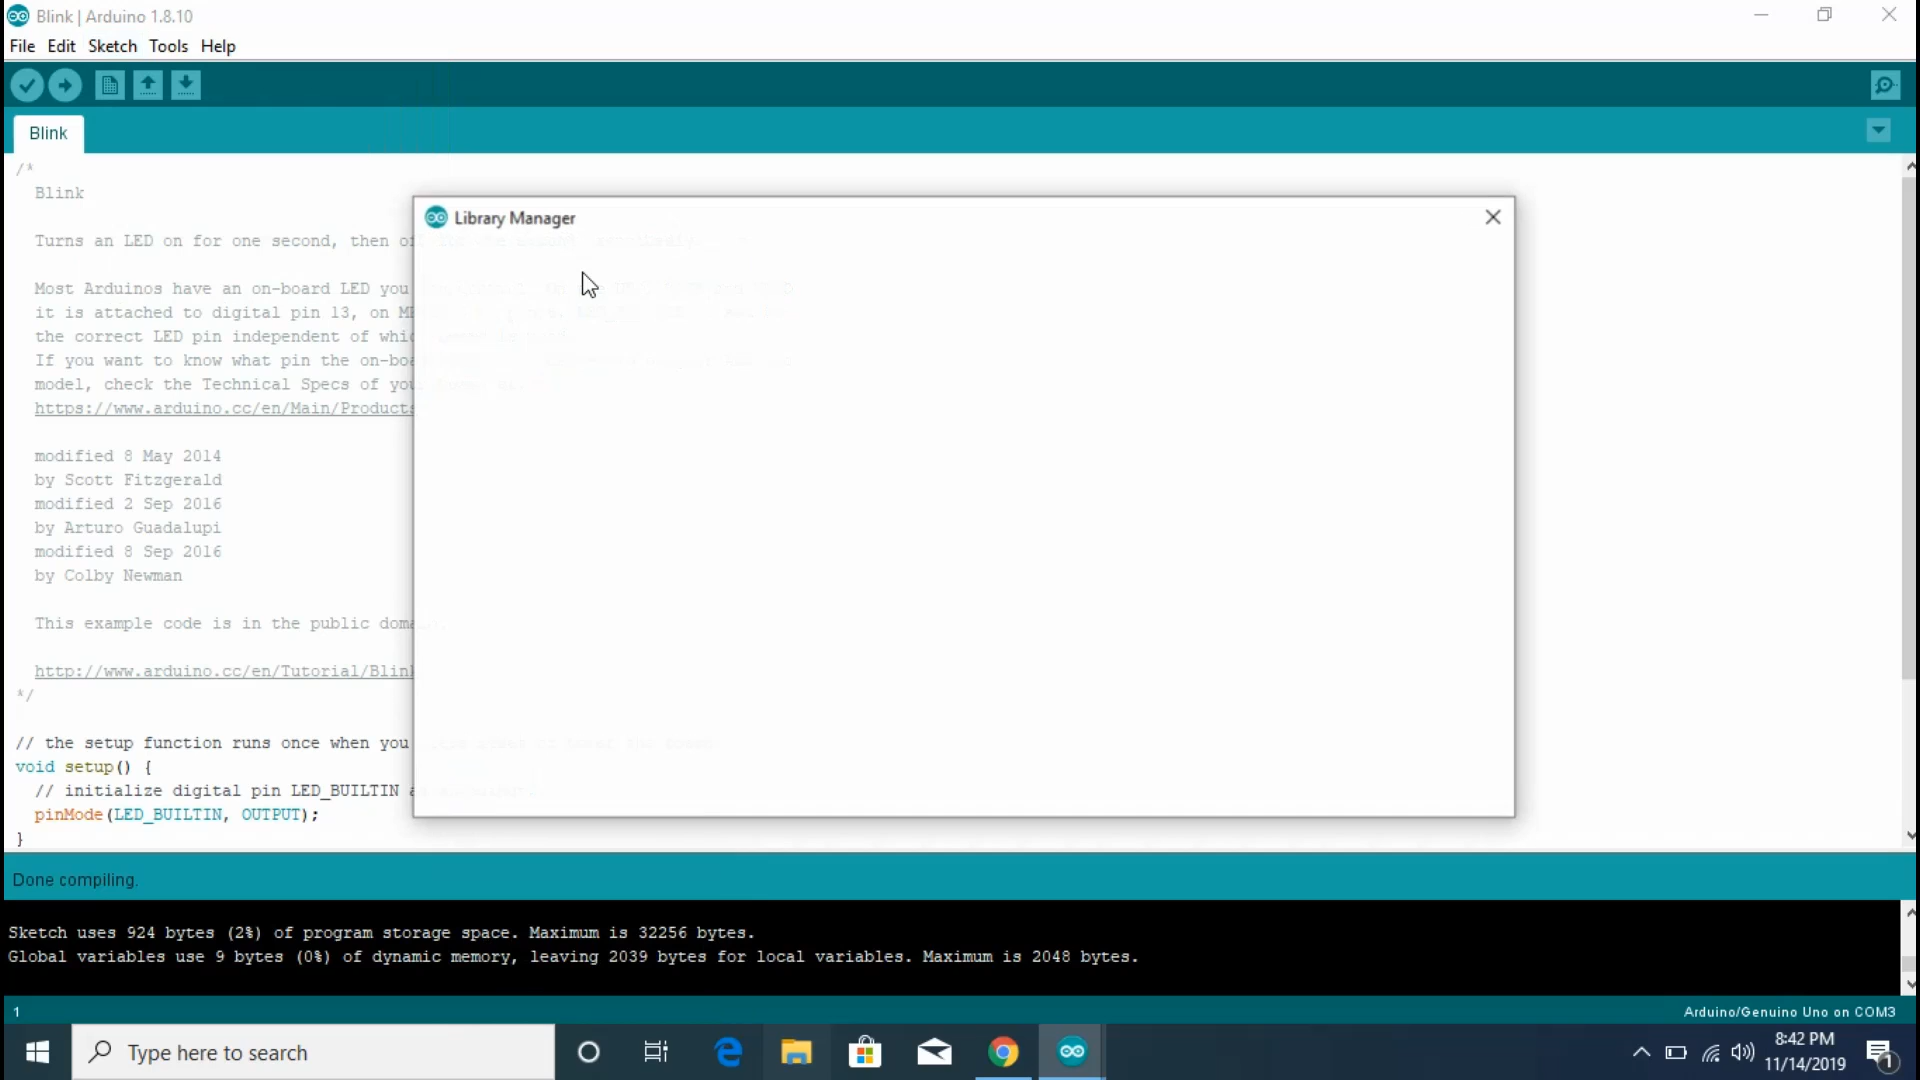 Blink | Arduino 1.8.10
File Edit Sketch Tools Help
Blink
/*
Blink
Turns an LED on for one second, then of
Most Arduinos have an on-board LED you
it is attached to digital pin 13, on M
the correct LED pin independent of whic
If you want to know what pin the on-boa
model, check the Technical Specs of you
https://www.arduino.cc/en/Main/Products
modified 8 May 2014
by Scott Fitzgerald
modified 2 Sep 2016
by Arturo Guadalupi
modified 8 Sep 2016
by Colby Newman
This example code is in the public doma
http://www.arduino.cc/en/Tutorial/Blink
*/
// the setup function runs once when you
void setup() {
// initialize digital pin LED_BUILTIN a
pinMode(LED_BUILTIN, OUTPUT);
}
Library Manager
Done compiling.
Sketch uses 924 bytes (2%) of program storage space. Maximum is 32256 bytes.
Global variables use 9 bytes (0%) of dynamic memory, leaving 2039 bytes for local variables. Maximum is 2048 bytes.
1
Arduino/Genuino Uno on COM3
Type here to search
8:42 PM
11/14/2019
1